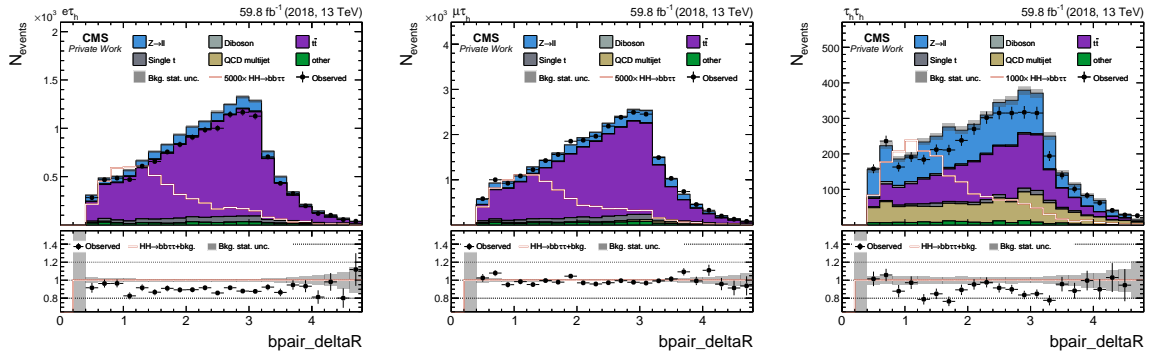 ×10³ eτh 59.8 fb⁻¹ (2018, 13 TeV)
Nevents
CMS
Private Work
Z→ll Diboson tt̄
Single t QCD multijet other
Bkg. stat. unc. 5000× HH→bbττ Observed
2
1.5
1
0.5
Observed HH→bbττ+bkg. Bkg. unc.
1.4
1.2
1
0.8
0 1 2 3 4
bpair_deltaR
×10³ μτh 59.8 fb⁻¹ (2018, 13 TeV)
Nevents
CMS
Private Work
Z→ll Diboson tt̄
Single t QCD multijet other
Bkg. stat. unc. 5000× HH→bbττ Observed
4
3
2
1
Observed HH→bbττ+bkg. Bkg. unc.
1.4
1.2
1
0.8
0 1 2 3 4
bpair_deltaR
τhτh 59.8 fb⁻¹ (2018, 13 TeV)
Nevents
CMS
Private Work
Z→ll Diboson tt̄
Single t QCD multijet other
Bkg. stat. unc. 1000× HH→bbττ Observed
500
400
300
200
100
Observed HH→bbττ+bkg. Bkg. unc.
1.4
1.2
1
0.8
0 1 2 3 4
bpair_deltaR